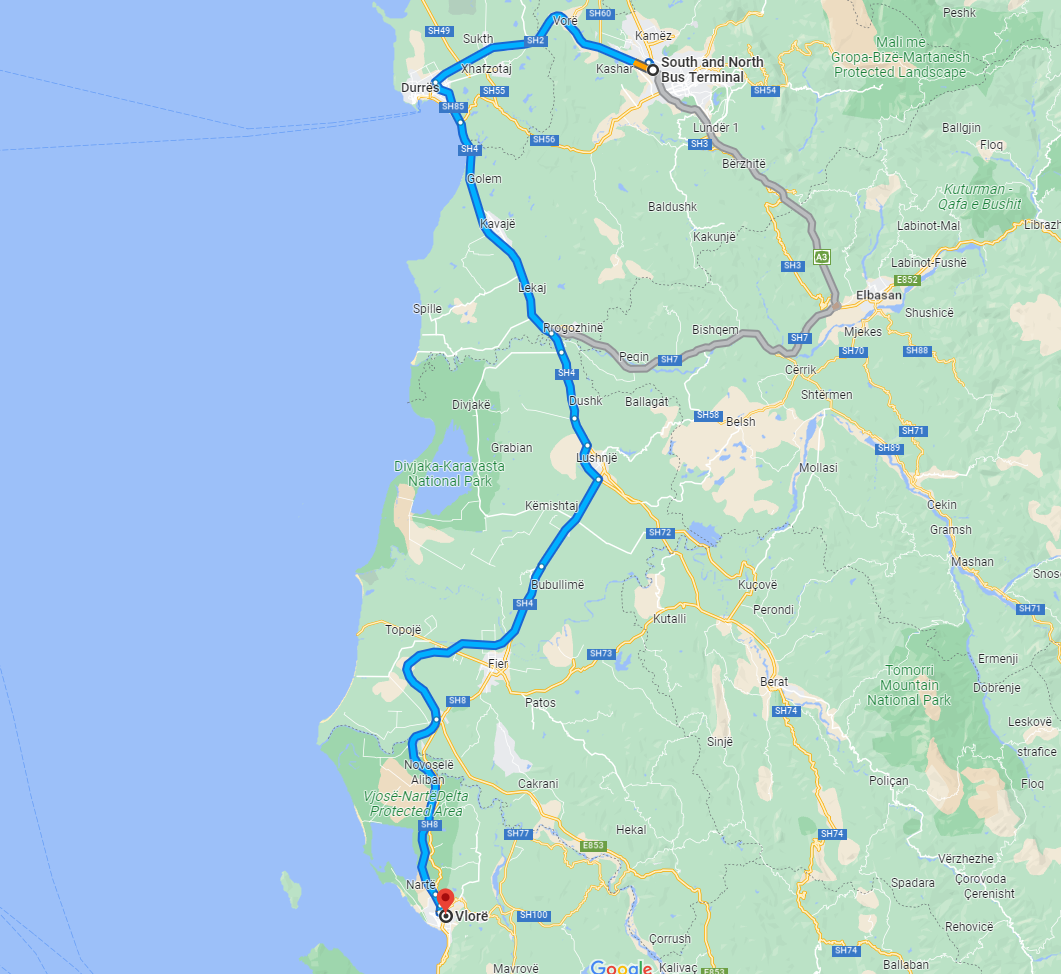 Peshk
SH60
Vorë
SH49
Kamëz
Sukth
SH2
Mali me
Gropa-Bizë-Martanesh
Protected Landscape
South and North
Bus Terminal
Kashar
Xhafzotaj
Durrës
SH55
SH54
SH85
Lundër 1
Ballgjin
SH56
SH3
Floq
SH4
Bërzhitë
Golem
Kuturman -
Qafa e Bushit
Baldushk
Kavajë
Labinot-Mal
Librazh
Kakunjë
A3
Labinot-Fushë
SH3
E852
Lekaj
Elbasan
Spille
Shushicë
Rrogozhinë
Bishqem
Mjekës
SH7
Peqin
SH7
SH70
SH88
Cërrik
SH4
Shtërmen
Divjakë
Dushk
Ballagat
SH58
Belsh
SH71
Grabian
SH89
Lushnjë
Divjaka-Karavasta
National Park
Mollasi
Këmishtaj
Cekin
SH72
Gramsh
Mashan
Snos
Bubullimë
Kuçovë
SH4
SH71
Perondi
Kutalli
Topojë
SH73
Fier
Ermenji
Tomorri
Mountain
National Park
Berat
Dobrenje
SH8
Patos
SH74
Leskovë
Sinjë
strafice
Novoselë
Aliban
Poliçan
Cakrani
Floq
Vjosë-NarteDelta
Protected Area
SH8
SH77
Hekal
SH74
E853
Vërzhezhe
Nartë
Spadara
Çorovoda
Çerenisht
Vlorë
SH100
Rehovicë
Çorrush
SH74
Mavrovë
Google
Kalivaç
E853
Ballaban